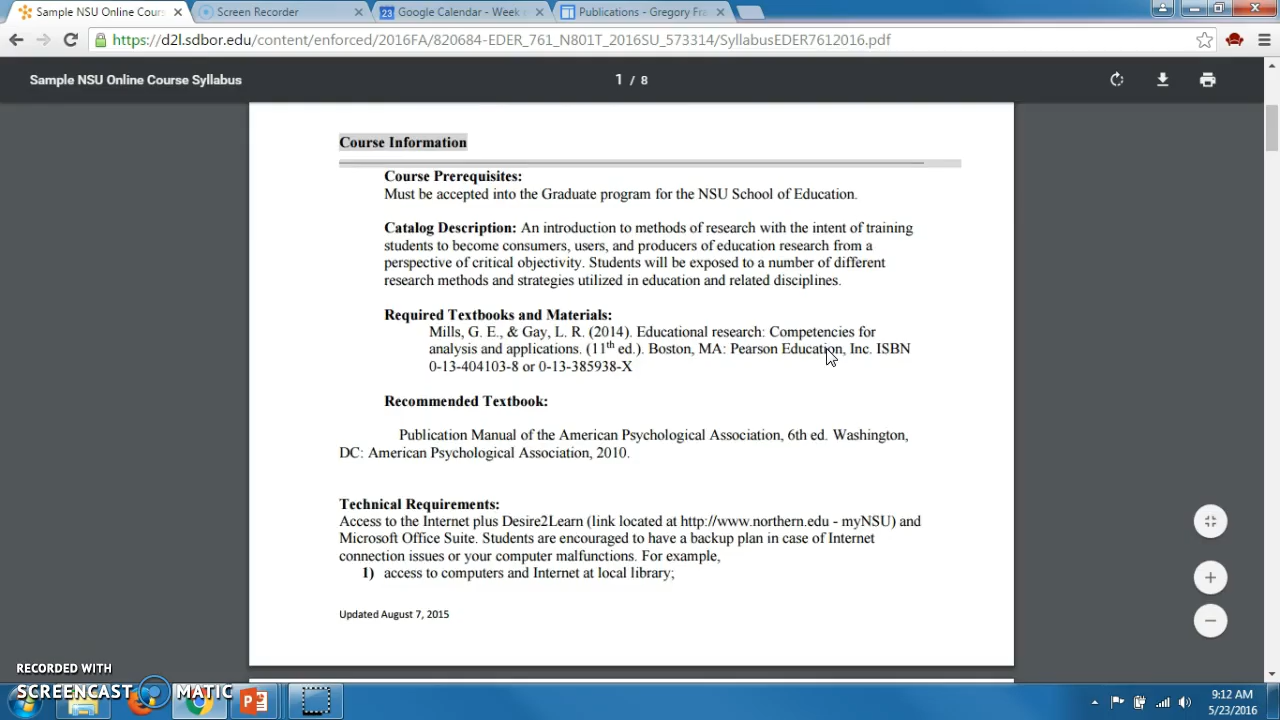 Sample NSU Online Cours
Screen Recorder
23 Google Calendar - Week
Publications - Gregory Fra
https://d2l.sdbor.edu/content/enforced/2016FA/820684-EDER_761_N801T_2016SU_573314/SyllabusEDER7612016.pdf
Sample NSU Online Course Syllabus
1 / 8
Course Information
Course Prerequisites:
Must be accepted into the Graduate program for the NSU School of Education.
Catalog Description: An introduction to methods of research with the intent of training
students to become consumers, users, and producers of education research from a
perspective of critical objectivity. Students will be exposed to a number of different
research methods and strategies utilized in education and related disciplines.
Required Textbooks and Materials:
Mills, G. E., & Gay, L. R. (2014). Educational research: Competencies for
analysis and applications. (11th ed.). Boston, MA: Pearson Education, Inc. ISBN
0-13-404103-8 or 0-13-385938-X
Recommended Textbook:
Publication Manual of the American Psychological Association, 6th ed. Washington,
DC: American Psychological Association, 2010.
Technical Requirements:
Access to the Internet plus Desire2Learn (link located at http://www.northern.edu - myNSU) and
Microsoft Office Suite. Students are encouraged to have a backup plan in case of Internet
connection issues or your computer malfunctions. For example,
1) access to computers and Internet at local library;
Updated August 7, 2015
RECORDED WITH
SCREENCAST MATIC
9:12 AM
5/23/2016